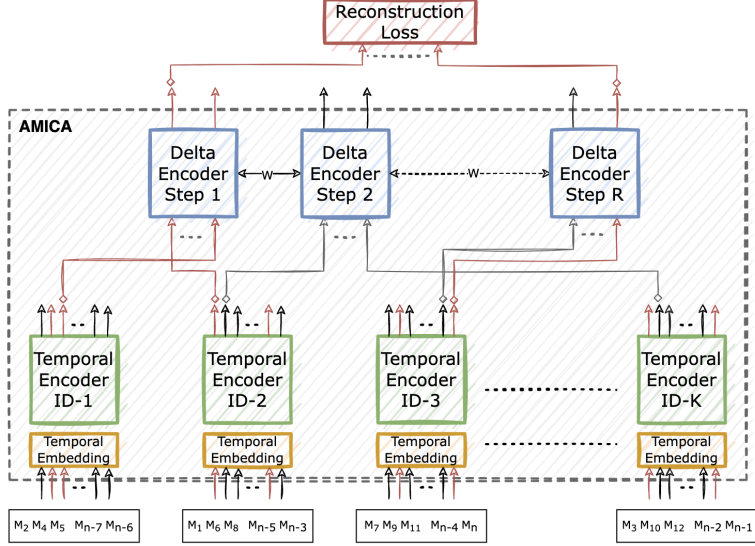 Reconstruction
Loss
AMICA
Delta
Encoder
Step 1
W
Delta
Encoder
Step 2
W
Delta
Encoder
Step R
Temporal
Encoder
ID-1
Temporal
Encoder
ID-2
Temporal
Encoder
ID-3
Temporal
Encoder
ID-K
Temporal
Embedding
Temporal
Embedding
Temporal
Embedding
Temporal
Embedding
M2 M4 M5 Mn-7 Mn-6
M1 M6 M8 Mn-5 Mn-3
M7 M9 M11 Mn-4 Mn
M3 M10 M12 Mn-2 Mn-1